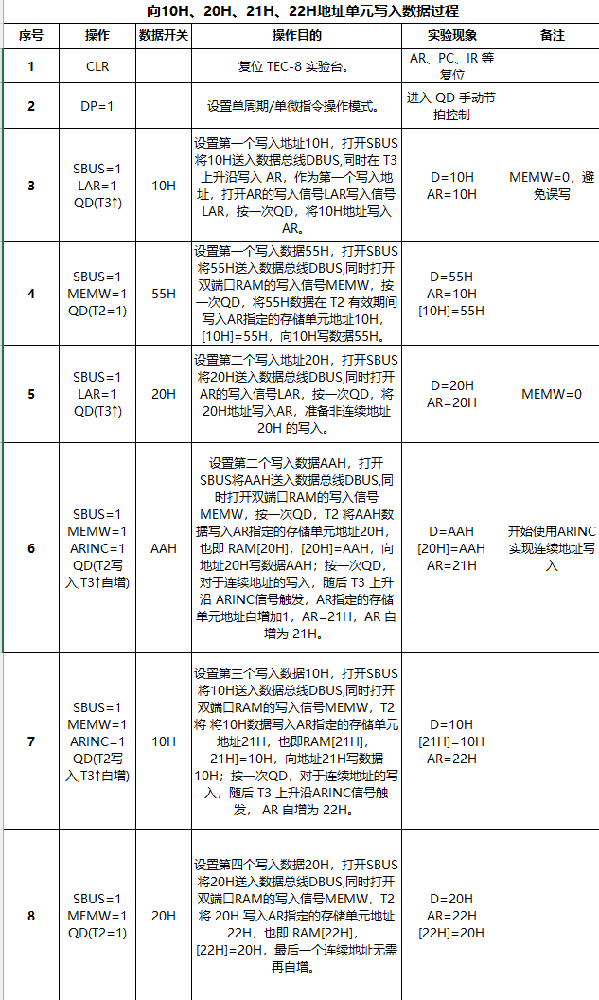 向10H、20H、21H、22H地址单元写入数据过程
序号 操作 数据开关 操作目的 实验现象 备注
1 CLR 复位 TEC-8 实验台。 AR、PC、IR 等
复位
2 DP=1 设置单周期/单微指令操作模式。 进入 QD 手动节
拍控制
3
SBUS=1
LAR=1
QD(T3↑)
10H
设置第一个写入地址10H，打开SBUS
将10H送入数据总线DBUS,同时在 T3
上升沿写入 AR，作为第一个写入地
址，打开AR的写入信号LAR写入信号
LAR，按一次QD，将10H地址写入
AR。
D=10H
AR=10H
MEMW=0，避
免误写
4
SBUS=1
MEMW=1
QD(T2=1)
55H
设置第一个写入数据55H，打开SBUS
将55H送入数据总线DBUS,同时打开
双端口RAM的写入信号MEMW，按
一次QD，将55H数据在 T2 有效期间
写入AR指定的存储单元地址10H，
[10H]=55H，向10H写数据55H。
D=55H
AR=10H
[10H]=55H
5
SBUS=1
LAR=1
QD(T3↑)
20H
设置第二个写入地址20H，打开SBUS
将20H送入数据总线DBUS,同时打开
AR的写入信号LAR，按一次QD，将
20H地址写入AR，准备非连续地址
20H 的写入。
D=20H
AR=20H
MEMW=0
6
SBUS=1
MEMW=1
ARINC=1
QD(T2写
入,T3↑自增)
AAH
设置第二个写入数据AAH，打开
SBUS将AAH送入数据总线DBUS,同
时打开双端口RAM的写入信号
MEMW，按一次QD，T2 将AAH数
据写入AR指定的存储单元地址20H，
也即 RAM[20H]，[20H]=AAH，向
地址20H写数据AAH；按一次QD，
对于连续地址的写入，随后 T3 上升
沿 ARINC信号触发，AR指定的存储
单元地址自增加1，AR=21H，AR 自
增为 21H。
D=AAH
[20H]=AAH
AR=21H
开始使用ARINC
实现连续地址写
入
7
SBUS=1
MEMW=1
ARINC=1
QD(T2写
入,T3↑自增)
10H
设置第三个写入数据10H，打开SBUS
将10H送入数据总线DBUS,同时打开
双端口RAM的写入信号MEMW，T2
将 将10H数据写入AR指定的存储单元
地址21H，也即RAM[21H]，
21H]=10H，向地址21H写数据
10H；按一次QD，对于连续地址的写
入，随后 T3 上升沿ARINC信号触
发， AR 自增为 22H。
D=10H
[21H]=10H
AR=22H
8
SBUS=1
MEMW=1
QD(T2=1)
20H
设置第四个写入数据20H，打开SBUS
将20H送入数据总线DBUS,同时打开
双端口RAM的写入信号MEMW，T2
将 20H 写入AR指定的存储单元地址
22H，也即 RAM[22H]，
[22H]=20H，最后一个连续地址无需
再自增。
D=20H
AR=22H
[22H]=20H